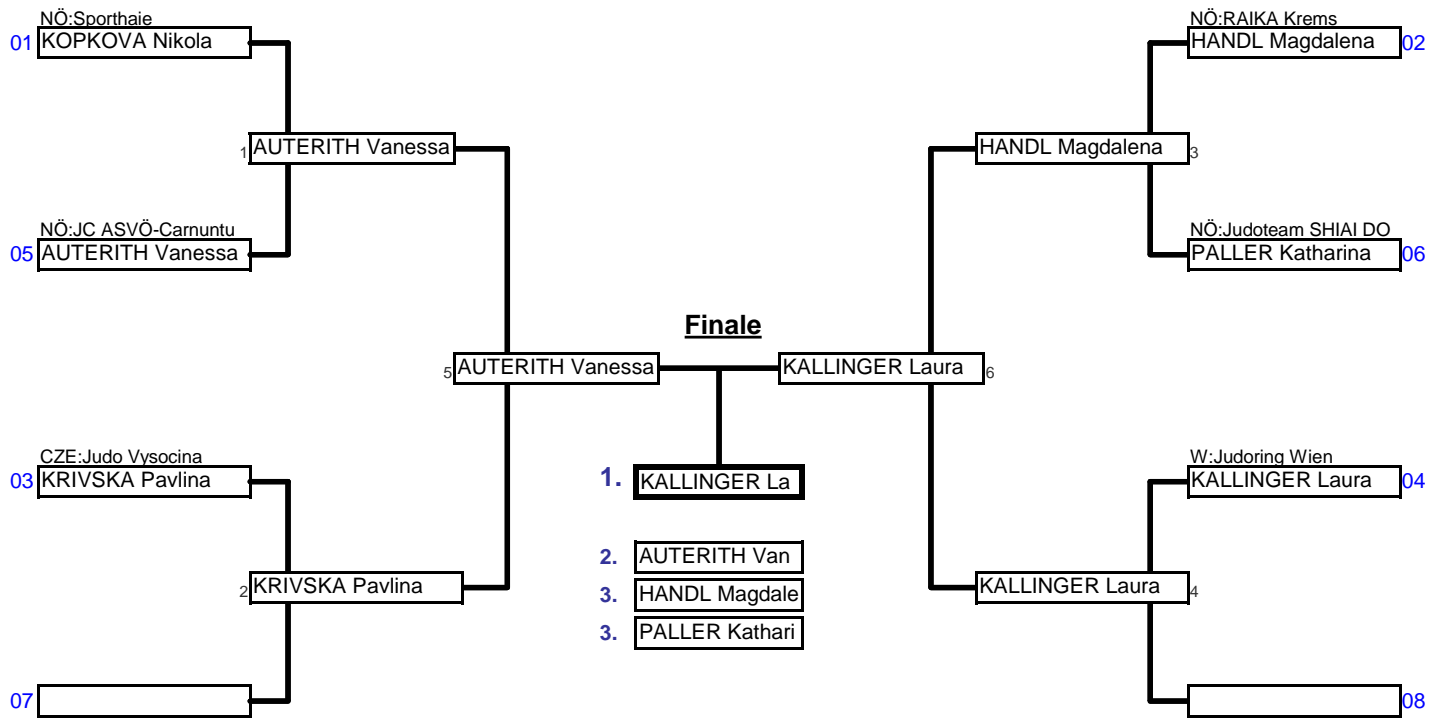 NÖ:Sporthaie
01 KOPKOVA Nikola
1 AUTERITH Vanessa
NÖ:JC ASVÖ-Carnuntu
05 AUTERITH Vanessa
5 AUTERITH Vanessa
CZE:Judo Vysocina
03 KRIVSKA Pavlina
2 KRIVSKA Pavlina
07
Finale
1. KALLINGER La
2. AUTERITH Van
3. HANDL Magdale
3. PALLER Kathari
NÖ:RAIKA Krems
HANDL Magdalena 02
HANDL Magdalena 3
NÖ:Judoteam SHIAI DO
PALLER Katharina 06
KALLINGER Laura 6
W:Judoring Wien
KALLINGER Laura 04
KALLINGER Laura 4
08